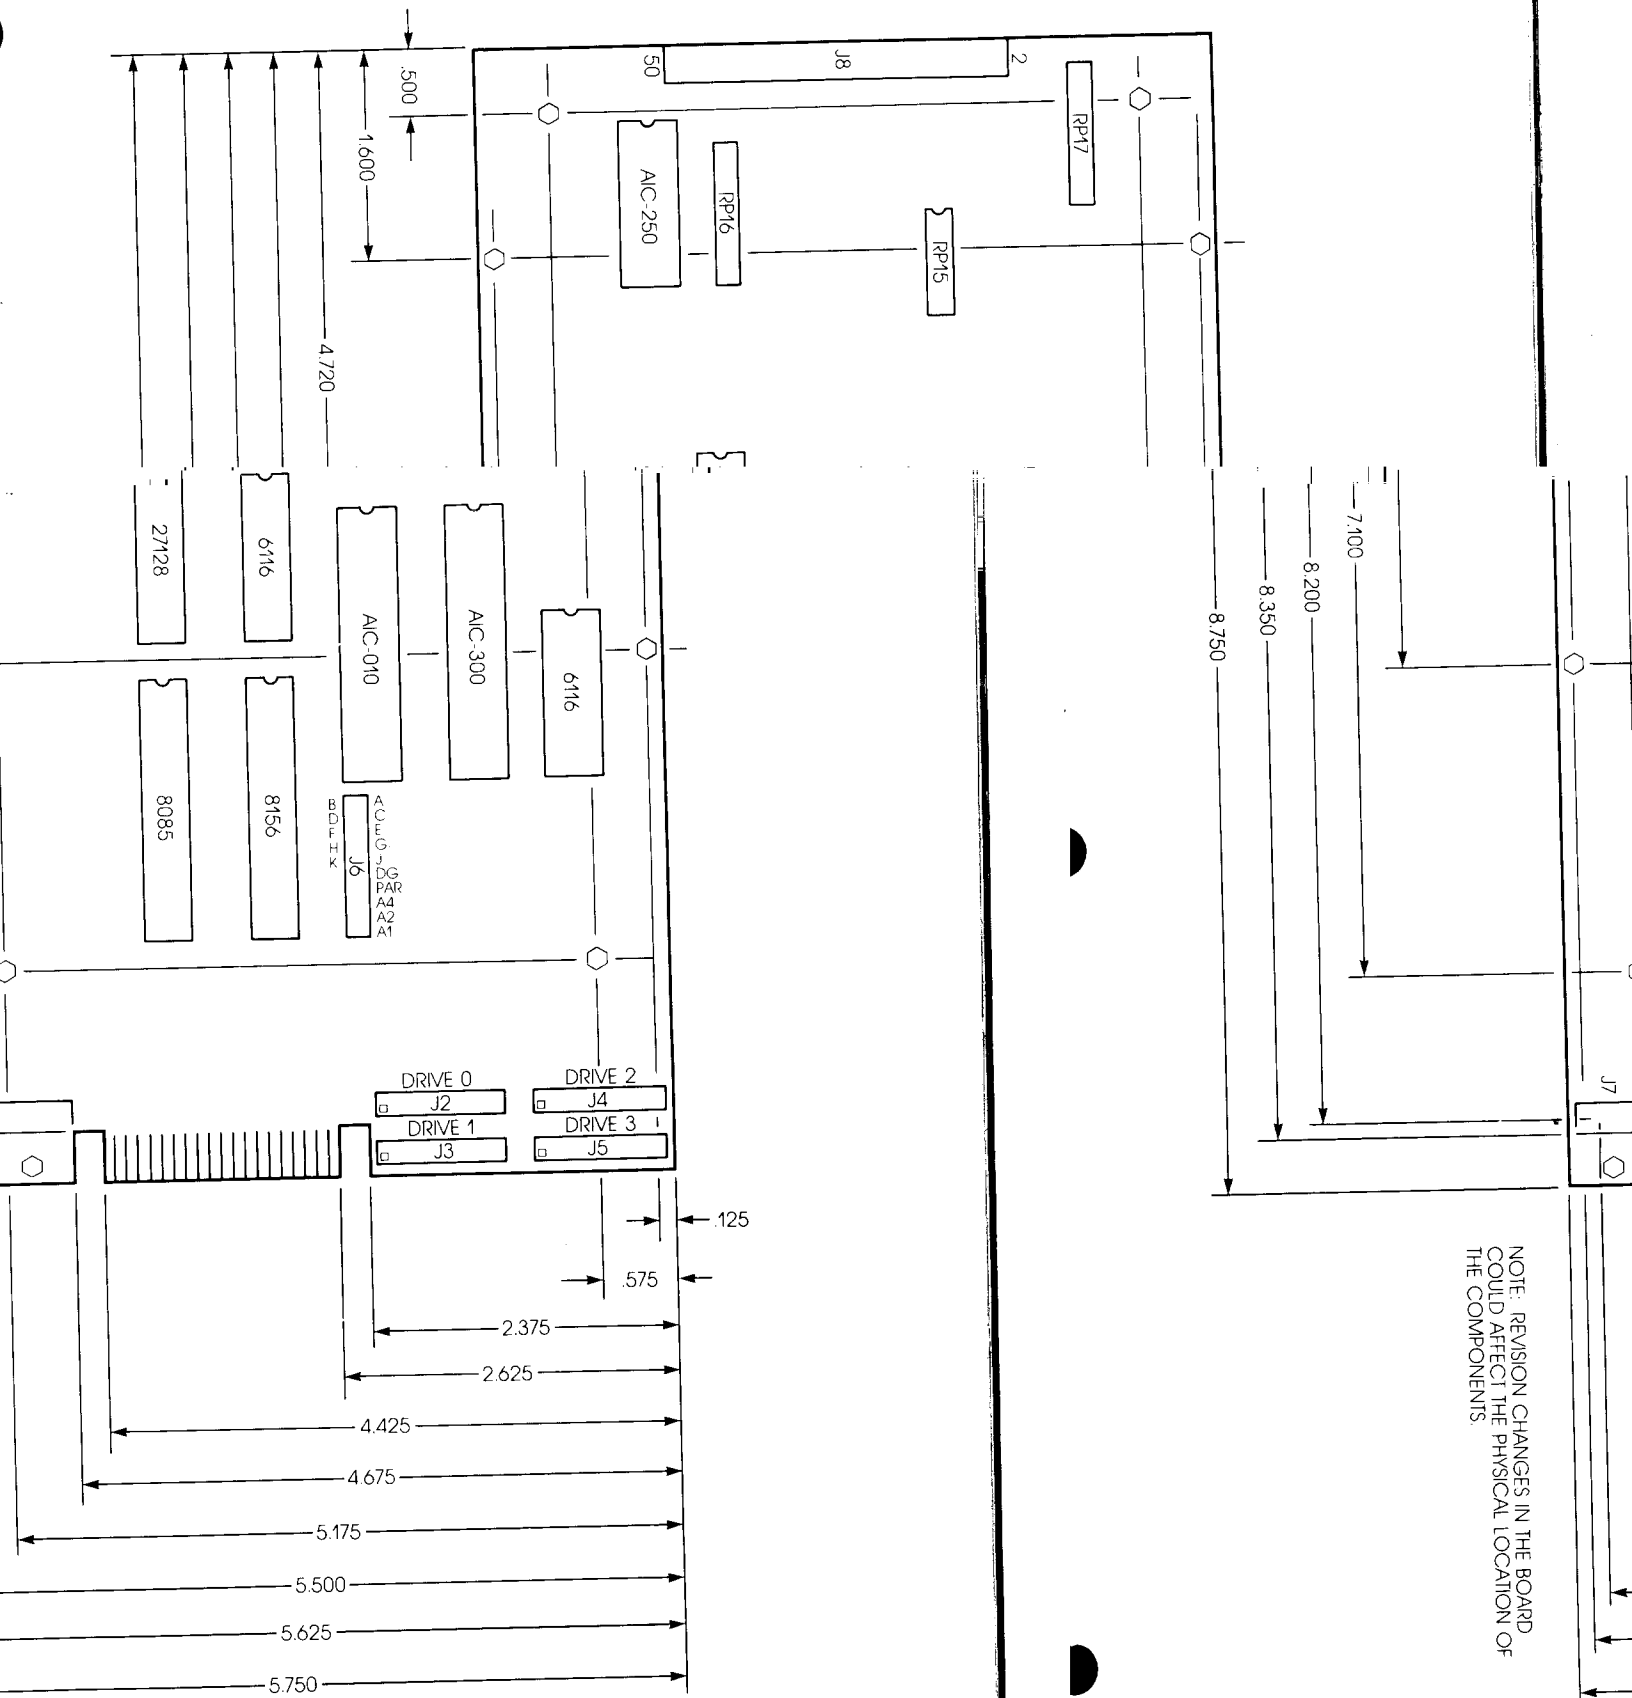 .500
1.600
4.720
50
J8
2
AIC-250
RP16
RP15
RP17
27128
6116
AIC-010
AIC-300
6116
8085
8156
J6
B
D
F
H
K
A
C
E
G
J
DG
PAR
A4
A2
A1
DRIVE 0
J2
DRIVE 1
J3
DRIVE 2
J4
DRIVE 3
J5
.125
.575
2.375
2.625
4.425
4.675
5.175
5.500
5.625
5.750
7.100
8.200
8.350
8.750
J7
NOTE: REVISION CHANGES IN THE BOARD
COULD AFFECT THE PHYSICAL LOCATION OF
THE COMPONENTS.